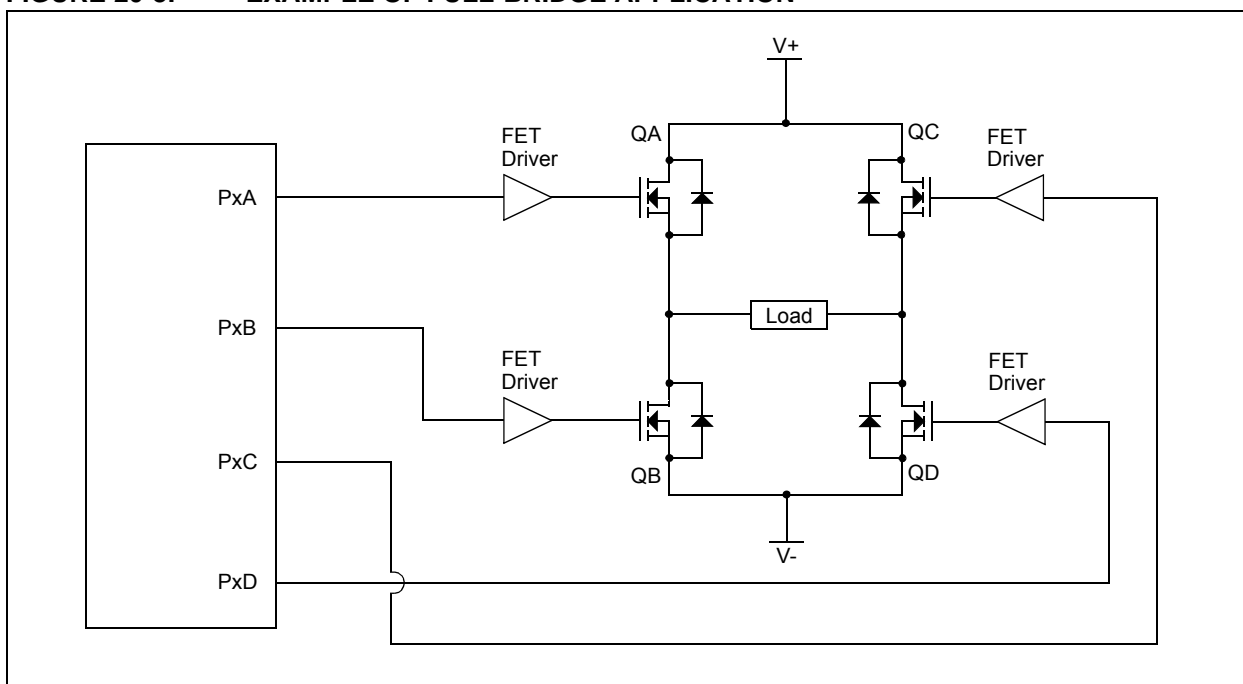 FIGURE EXAMPLE OF FULL-BRIDGE APPLICATION
V+
QA
QC
FET
Driver
FET
Driver
PxA
Load
PxB
FET
Driver
FET
Driver
PxC
QB
QD
V-
PxD